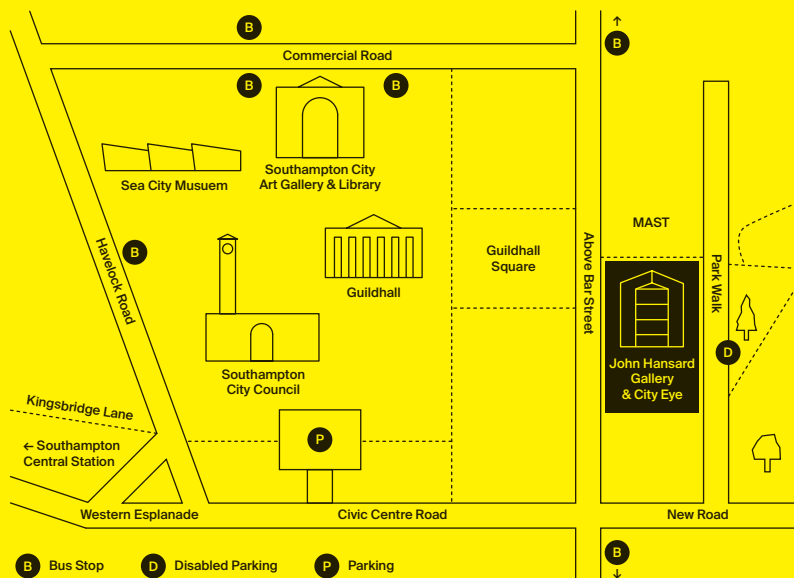 B
↑
B
Commercial Road
B
B
Sea City Musuem
Southampton City
Art Gallery & Library
MAST
Havelock Road
B
Guildhall
Guildhall
Square
Above Bar Street
Park Walk
D
John Hansard
Gallery
& City Eye
Southampton
City Council
Kingsbridge Lane
← Southampton
Central Station
P
Western Esplanade
Civic Centre Road
New Road
B
↓
B Bus Stop
D Disabled Parking
P Parking